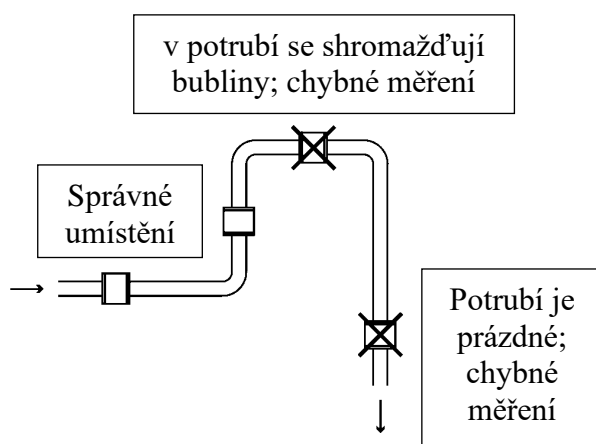 v potrubí se shromažďují
bubliny; chybné měření
Správné
umístění
Potrubí je
prázdné;
chybné
měření